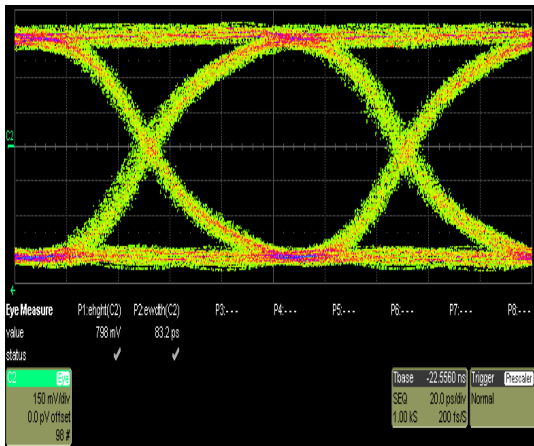 C2
Eye Measure P1:ehght(C2) P2:ewdth(C2) P3:--- P4:--- P5:--- P6:--- P7:--- P8:---
value 798 mV 83.2 ps
status ✓ ✓
C2 Eye
150 mV/div
0.0 pV offset
98 #
Tbase -22.5560 ns
SEQ 20.0 ps/div
1.00 kS 200 fs/S
Trigger Prescaler
Normal